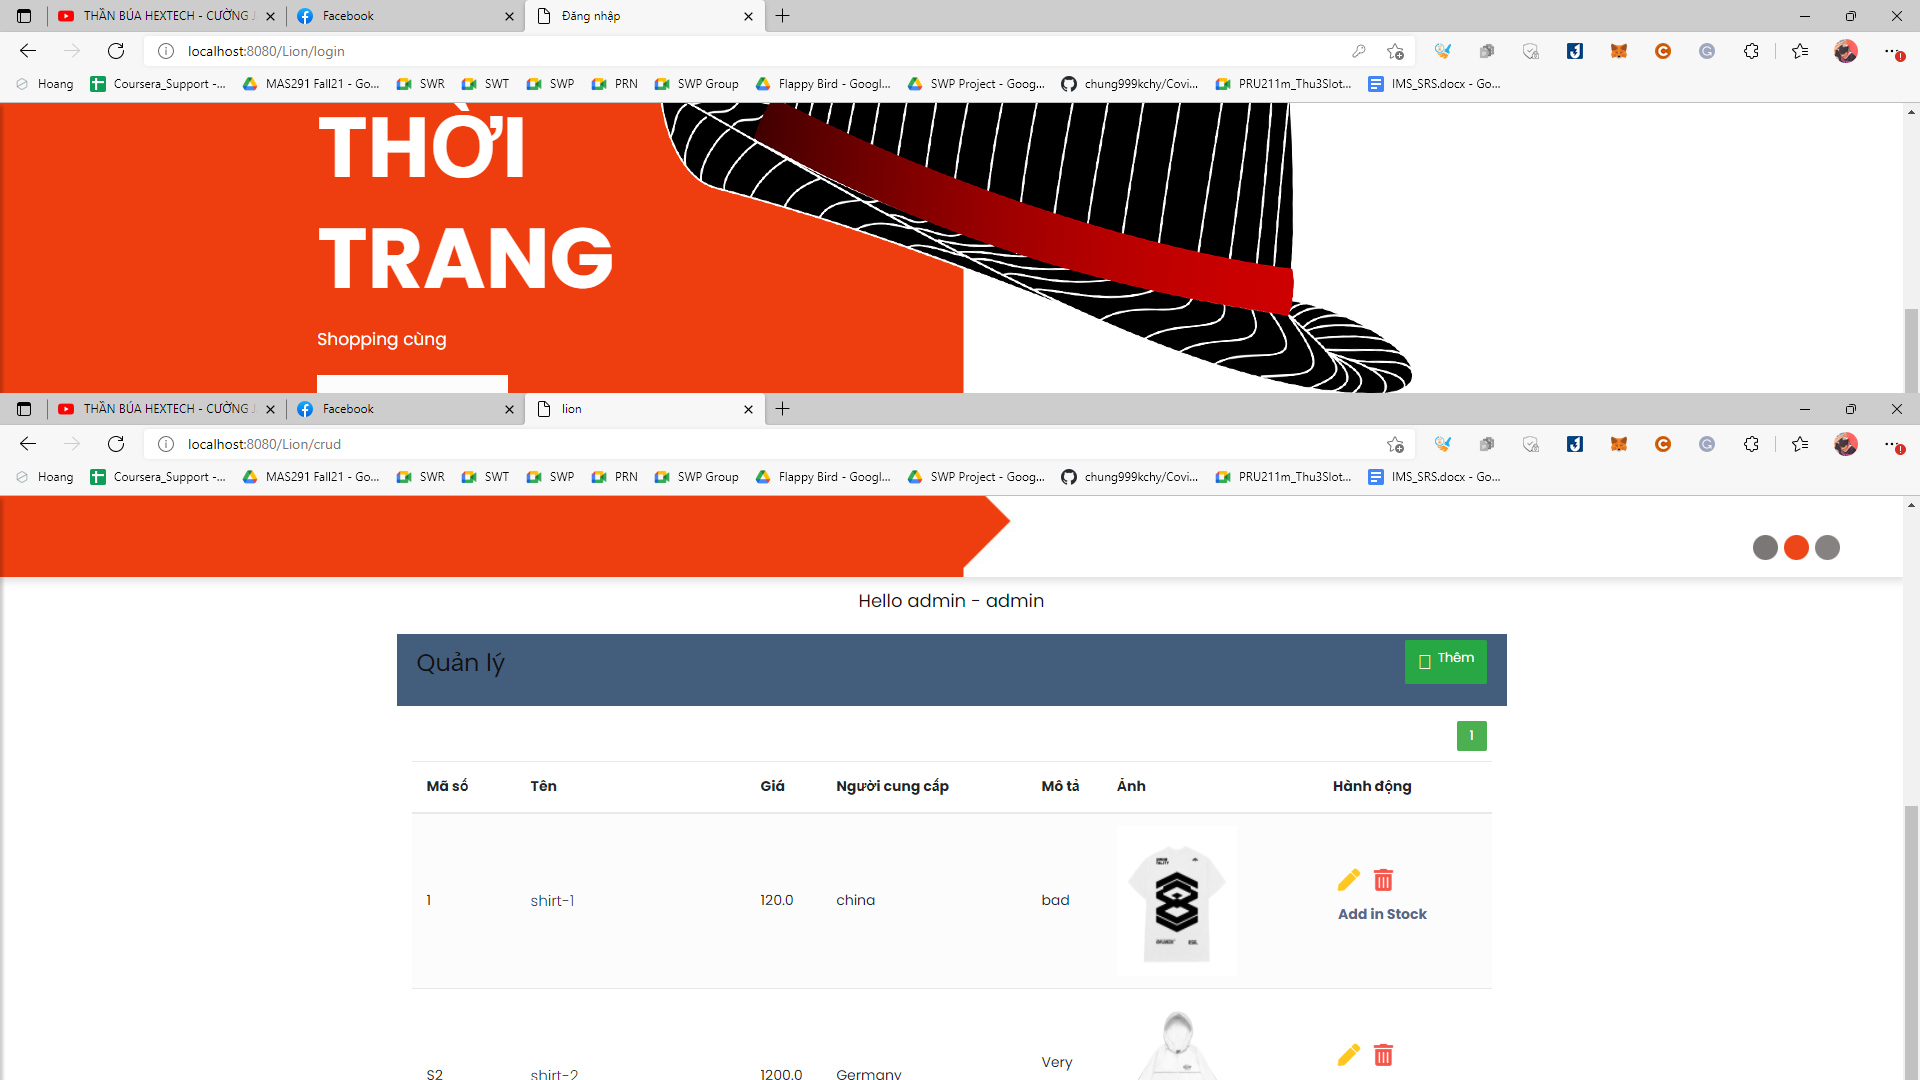 THẦN BÚA HEXTECH - CƯỜNG
Facebook
Đăng nhập
localhost:8080/Lion/login
Hoang
Coursera_Support -...
MAS291 Fall21 - Go...
SWR
SWT
SWP
PRN
SWP Group
Flappy Bird - Googl...
SWP Project - Goog...
chung999kchy/Covi...
PRU211m_Thu3Slot...
IMS_SRS.docx - Go...
THỜI
TRANG
Shopping cùng
THẦN BÚA HEXTECH - CƯỜNG
Facebook
lion
localhost:8080/Lion/crud
Hoang
Coursera_Support -...
MAS291 Fall21 - Go...
SWR
SWT
SWP
PRN
SWP Group
Flappy Bird - Googl...
SWP Project - Goog...
chung999kchy/Covi...
PRU211m_Thu3Slot...
IMS_SRS.docx - Go...
Hello admin - admin
Quản lý
Thêm
1
Mã số Tên Giá Người cung cấp Mô tả Ảnh Hành động
1 shirt-1 120.0 china bad
Add in Stock
Very
S2 shirt-2 1200.0 Germany